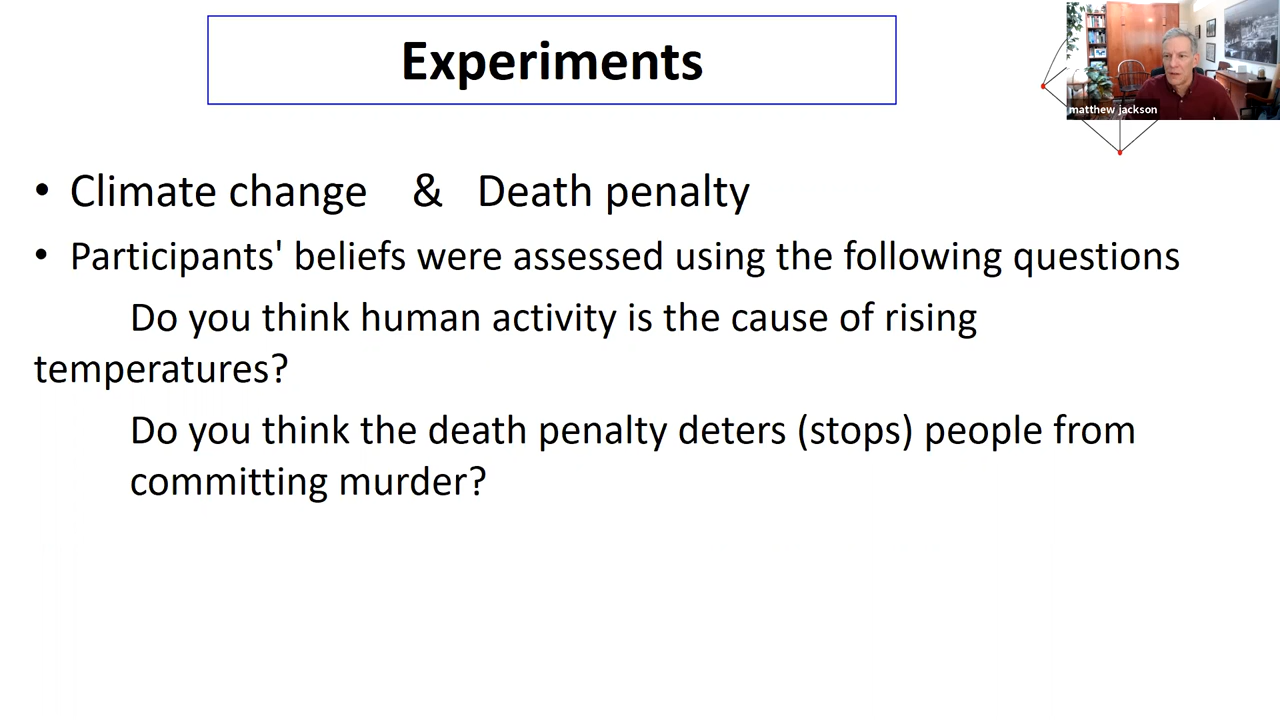 Experiments
matthew jackson
• Climate change & Death penalty
• Participants' beliefs were assessed using the following questions
Do you think human activity is the cause of rising
temperatures?
Do you think the death penalty deters (stops) people from
committing murder?